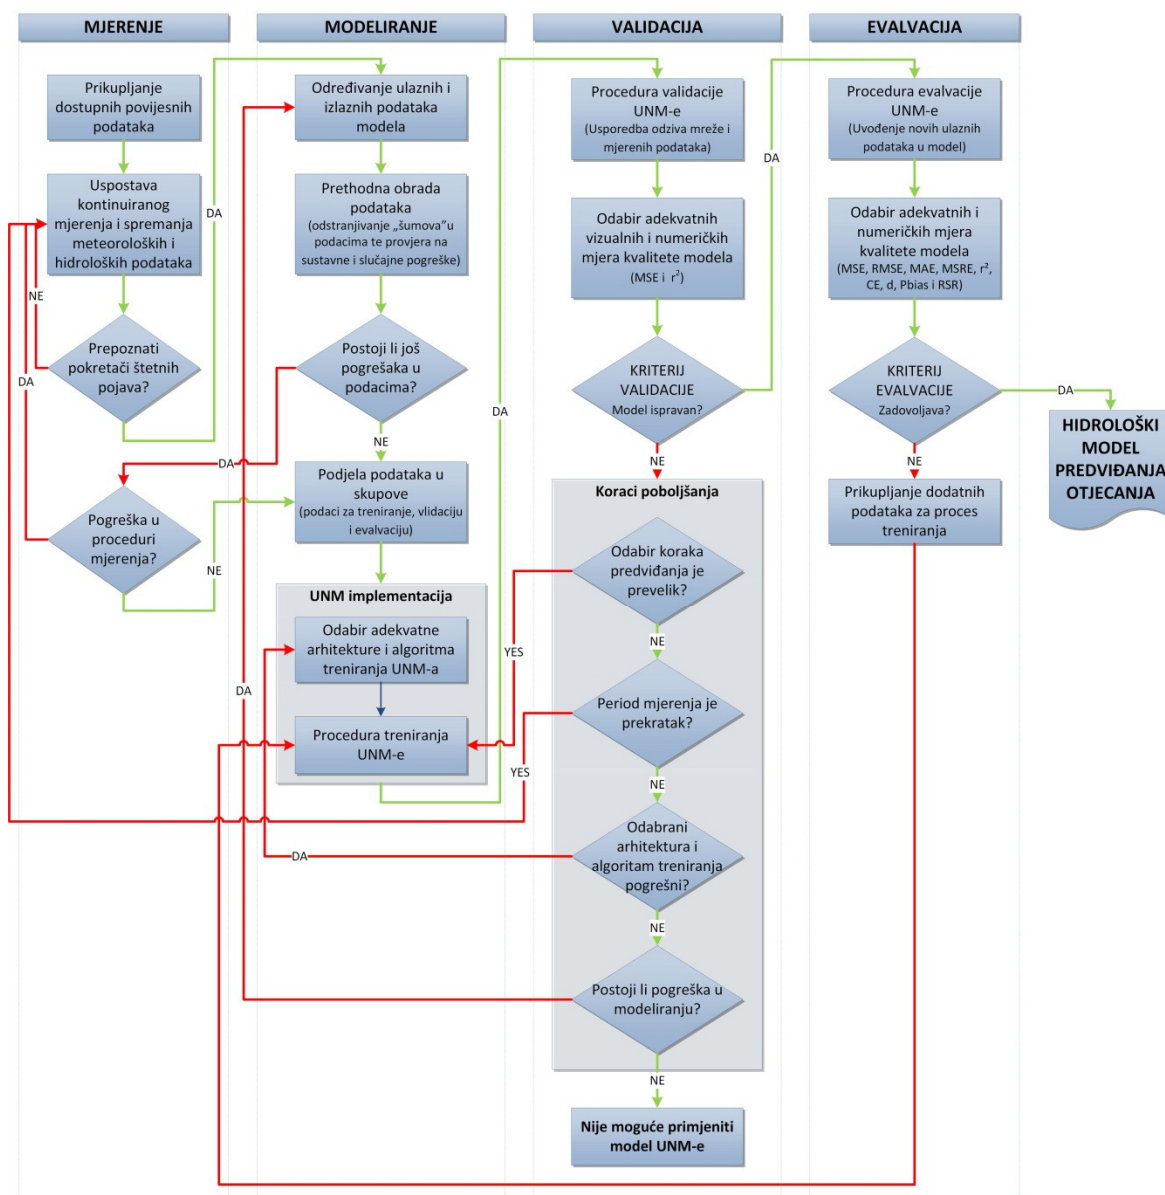 MJERENJE
MODELIRANJE
VALIDACIJA
EVALVACIJA
Prikupljanje
dostupnih povijesnih
podataka
Uspostava
kontinuiranog
mjerenja i spremanja
meteoroloških i
hidroloških podataka
NE
DA
Prepoznati
pokretači štetnih
pojava?
DA
DA
Pogreška u
proceduri
mjerenja?
NE
Određivanje ulaznih i
izlaznih podataka
modela
Prethodna obrada
podataka
(odstranjivanje „šumova"u
podacima te provjera na
sustavne i slučajne pogreške)
Postoji li još
pogrešaka u
podacima?
NE
Podjela podataka u
skupove
(podaci za treniranje, vlidaciju
i evalvaciju)
UNM implementacija
Odabir adekvatne
arhitekture i algoritma
treniranja UNM-a
Procedura treniranja
UNM-e
DA
DA
DA
YES
YES
Procedura validacije
UNM-e
(Usporedba odziva mreže i
mjerenih podataka)
Odabir adekvatnih
vizualnih i numeričkih
mjera kvalitete modela
(MSE i r²)
KRITERIJ
VALIDACIJE
Model ispravan?
DA
NE
Koraci poboljšanja
Odabir koraka
predviđanja je
prevelik?
NE
Period mjerenja je
prekratak?
NE
Odabrani
arhitektura i
algoritam treniranja
pogrešni?
NE
Postoji li pogreška u
modeliranju?
NE
Nije moguće primjeniti
model UNM-e
Procedura evalvacije
UNM-e
(Uvođenje novih ulaznih
podataka u model)
Odabir adekvatnih i
numeričkih mjera
kvalitete modela
(MSE, RMSE, MAE, MSRE, r²,
CE, d, Pbias i RSR)
KRITERIJ
EVALVACIJE
Zadovoljava?
DA
NE
Prikupljanje dodatnih
podataka za proces
treniranja
HIDROLOŠKI
MODEL
PREDVIĐANJA
OTJECANJA